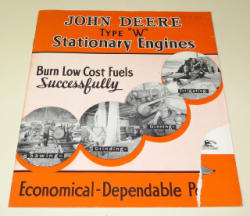 JOHN DEERE
TYPE "W"
Stationary Engines
Burn Low Cost Fuels
Successfully
Sawing
Grinding
Economical-Dependable